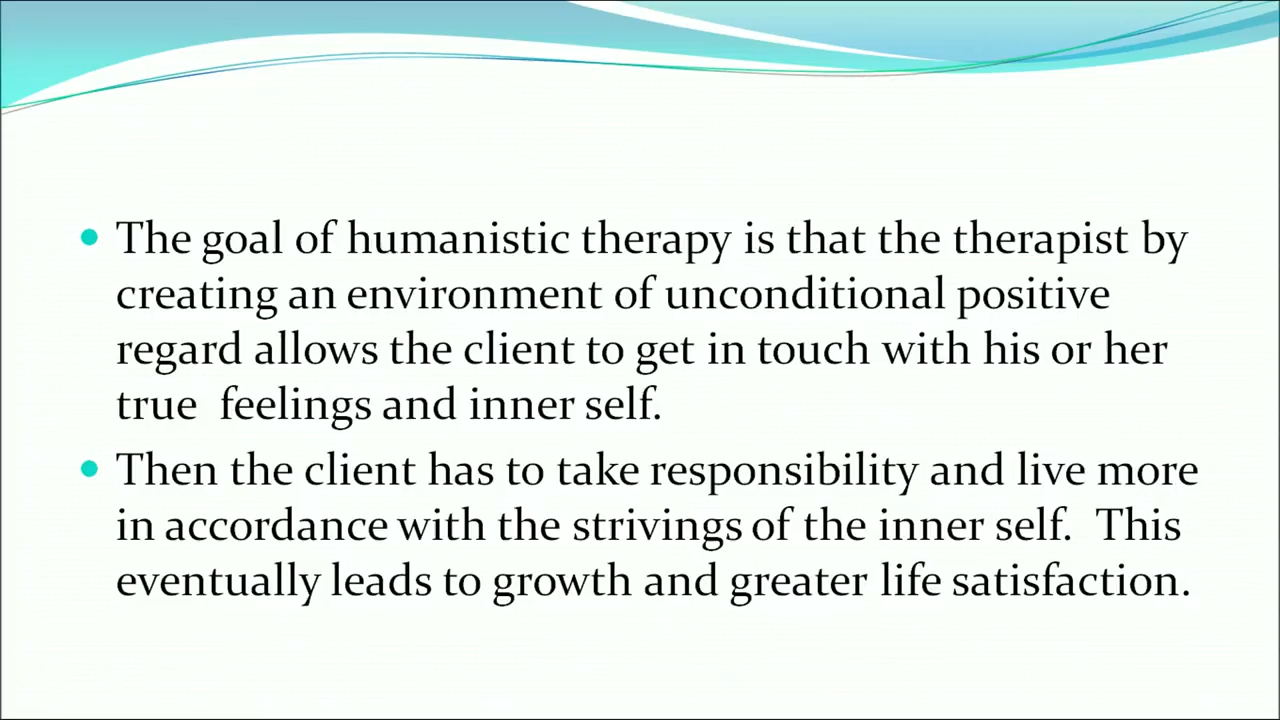 • The goal of humanistic therapy is that the therapist by
creating an environment of unconditional positive
regard allows the client to get in touch with his or her
true  feelings and inner self.
• Then the client has to take responsibility and live more
in accordance with the strivings of the inner self.  This
eventually leads to growth and greater life satisfaction.